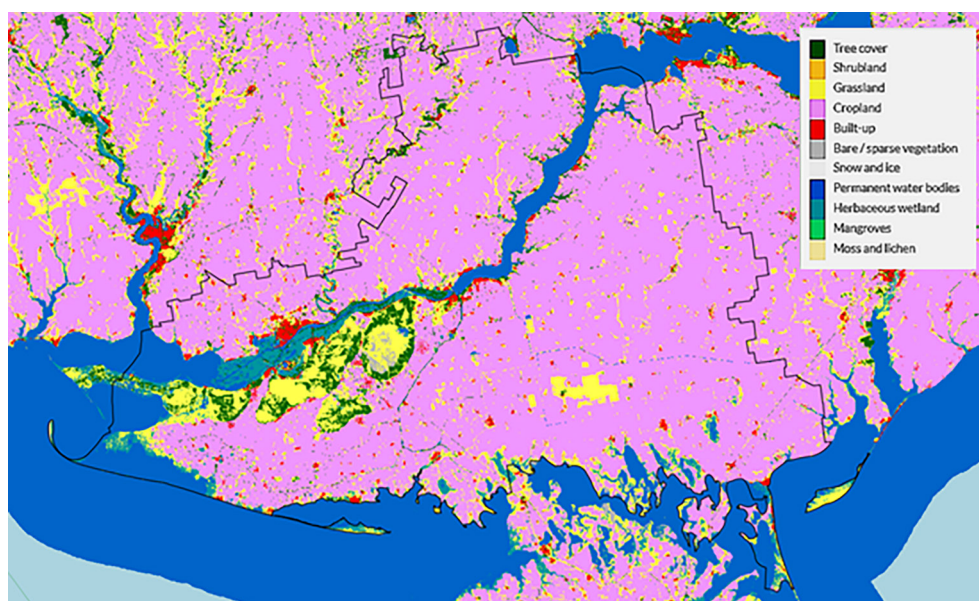 Tree cover
Shrubland
Grassland
Cropland
Built-up
Bare / sparse vegetation
Snow and ice
Permanent water bodies
Herbaceous wetland
Mangroves
Moss and lichen